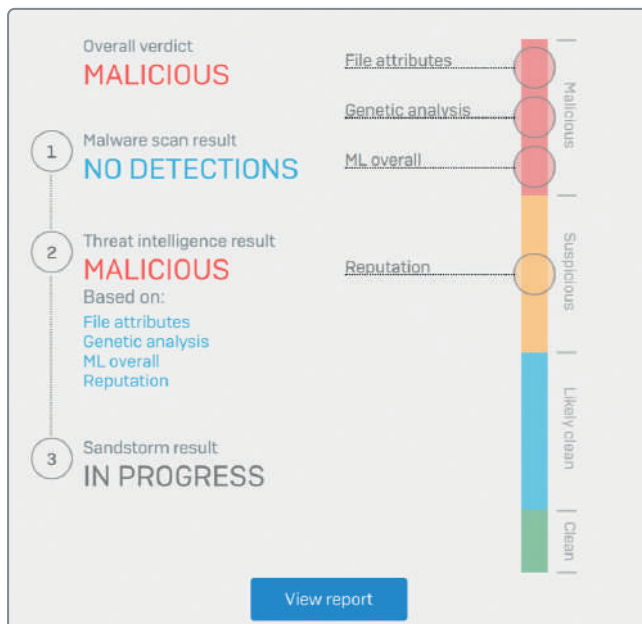 Overall verdict
MALICIOUS
1
Malware scan result
NO DETECTIONS
2
Threat intelligence result
MALICIOUS
Based on:
File attributes
Genetic analysis
ML overall
Reputation
3
Sandstorm result
IN PROGRESS
File attributes
Genetic analysis
ML overall
Reputation
Malicious
Suspicious
Likely clean
Clean
View report